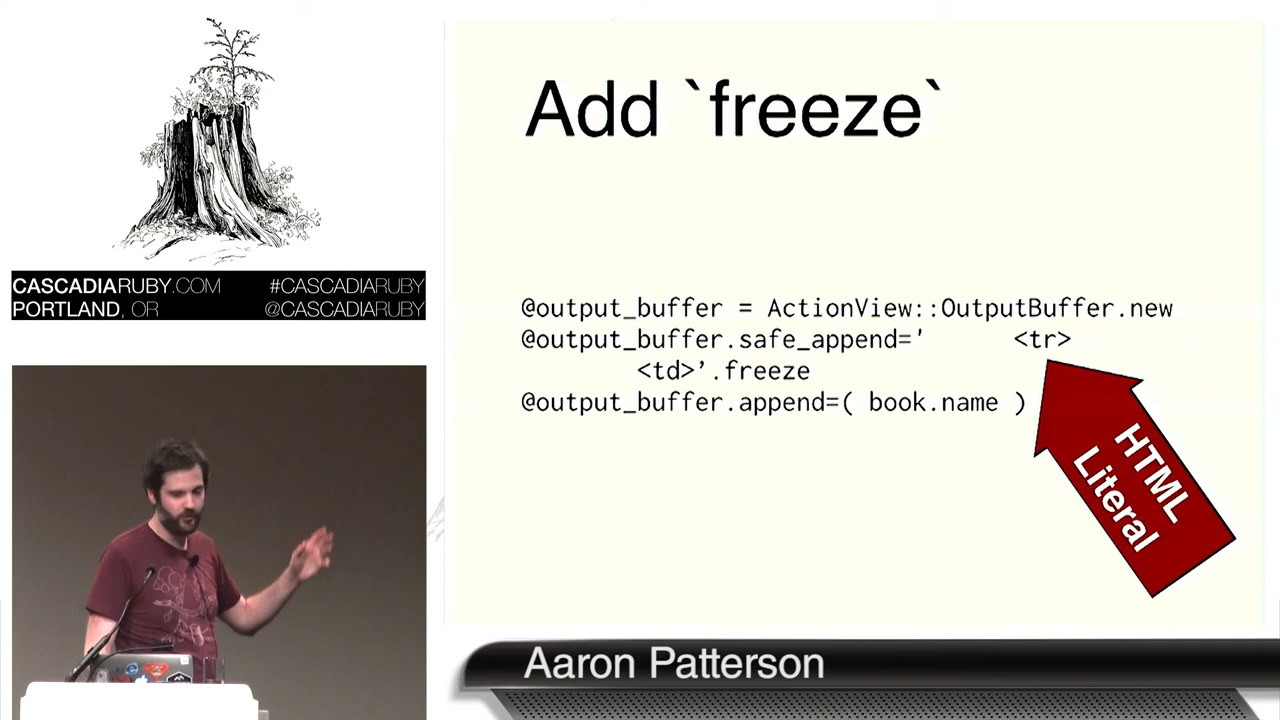 CASCADIARUBY.COM #CASCADIARUBY
PORTLAND, OR @CASCADIARUBY
Add `freeze`
@output_buffer = ActionView::OutputBuffer.new
@output_buffer.safe_append='        <tr>
          <td>’.freeze
@output_buffer.append=( book.name )
HTML
Literal
Aaron Patterson